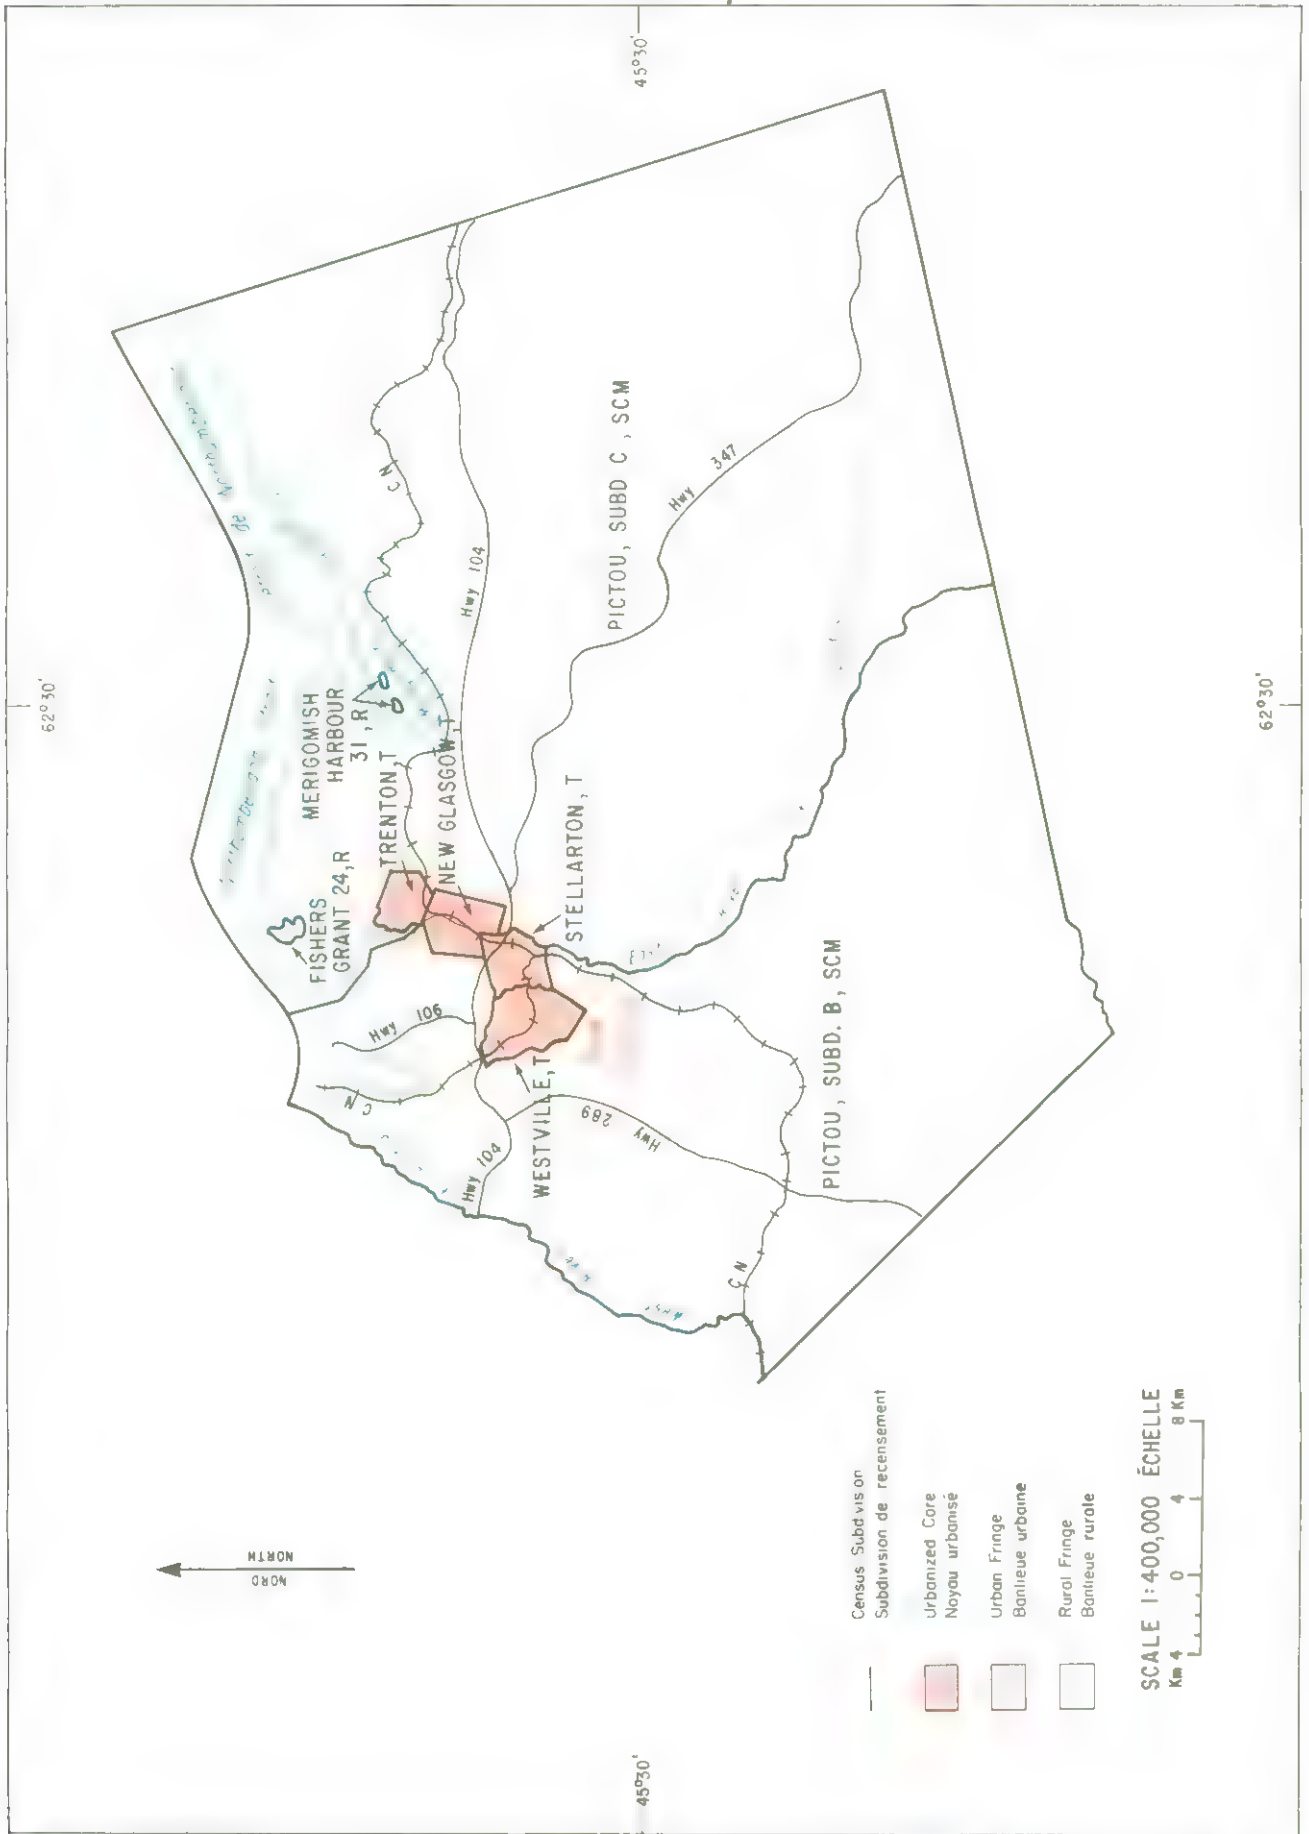 45°30'
62°30'
MERIGOMISH
HARBOUR
31, R
FISHERS
GRANT 24, R
TRENTON, T
NEW GLASGOW, T
STELLARTON, T
WESTVILLE, T
C N
Hwy 104
PICTOU, SUBD C, SCM
Hwy 347
Hwy 106
C N
Hwy 104
Hwy 289
PICTOU, SUBD. B, SCM
C N
62°30'
45°30'
NORD
NORTH
Census Subdivision
Subdivision de recensement
Urbanized Core
Noyau urbanisé
Urban Fringe
Banlieue urbaine
Rural Fringe
Banlieue rurale
SCALE 1:400,000 ÉCHELLE
Km 4 0 4 8 Km